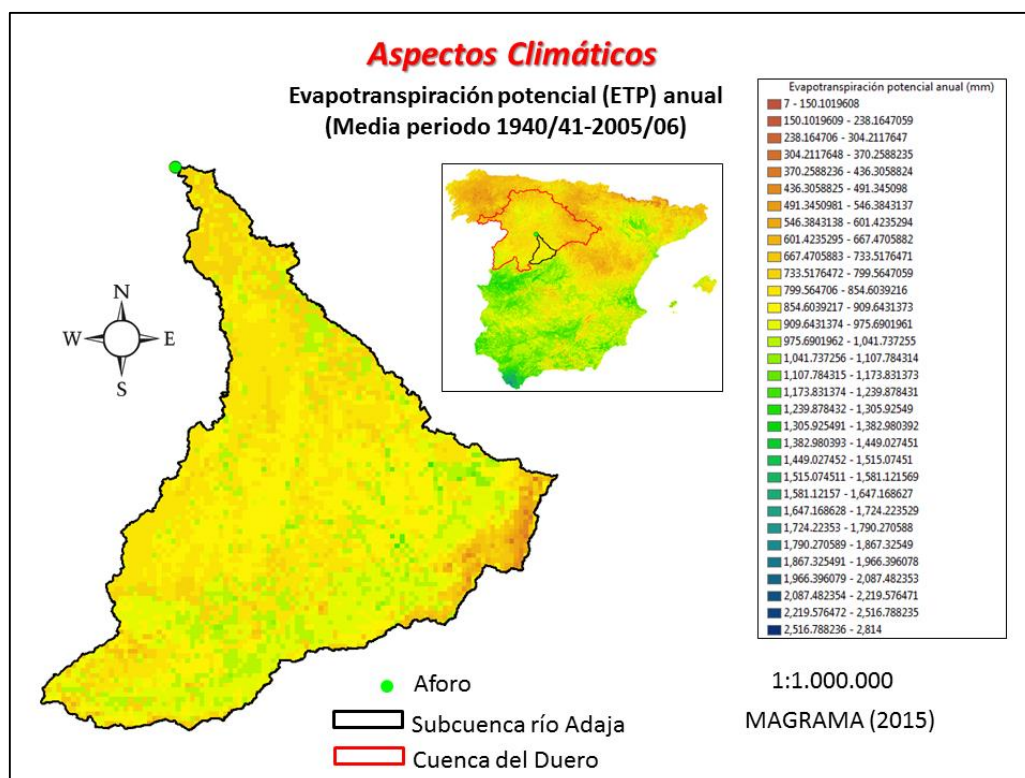 Aspectos Climáticos
Evapotranspiración potencial (ETP) anual
(Media periodo 1940/41-2005/06)
N
W
E
S
Evapotranspiración potencial anual (mm)
7 - 150.1019608
150.1019609 - 238.1647059
238.164706 - 304.2117647
304.2117648 - 370.2588235
370.2588236 - 436.3058824
436.3058825 - 491.345098
491.3450981 - 546.3843137
546.3843138 - 601.4235294
601.4235295 - 667.4705882
667.4705883 - 733.5176471
733.5176472 - 799.5647059
799.564706 - 854.6039216
854.6039217 - 909.6431373
909.6431374 - 975.6901961
975.6901962 - 1,041.737255
1,041.737256 - 1,107.784314
1,107.784315 - 1,173.831373
1,173.831374 - 1,239.878431
1,239.878432 - 1,305.92549
1,305.925491 - 1,382.980392
1,382.980393 - 1,449.027451
1,449.027452 - 1,515.07451
1,515.074511 - 1,581.121569
1,581.12157 - 1,647.168627
1,647.168628 - 1,724.223529
1,724.22353 - 1,790.270588
1,790.270589 - 1,867.32549
1,867.325491 - 1,966.396078
1,966.396079 - 2,087.482353
2,087.482354 - 2,219.576471
2,219.576472 - 2,516.788235
2,516.788236 - 2,814
Aforo
Subcuenca río Adaja
Cuenca del Duero
1:1.000.000
MAGRAMA (2015)